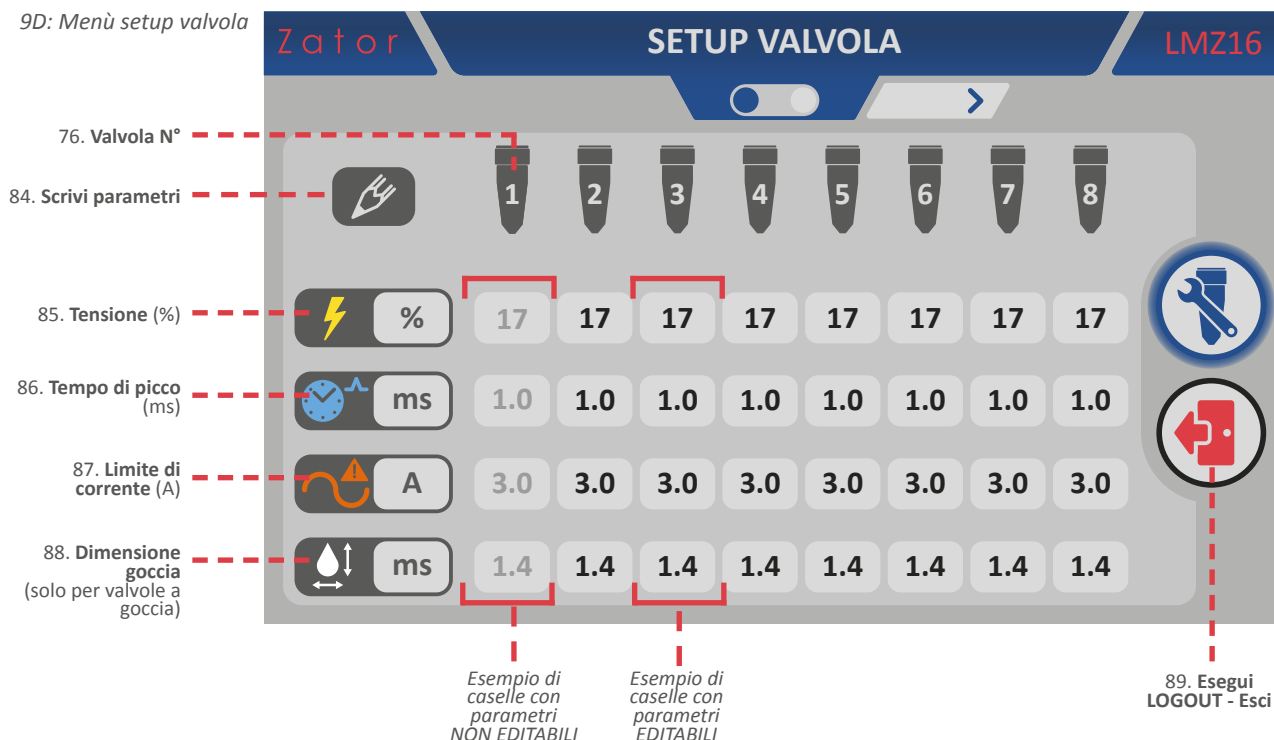 9D: Menù setup valvola
Zator
SETUP VALVOLA
LMZ16
76. Valvola N°
84. Scrivi parametri
1 2 3 4 5 6 7 8
85. Tensione (%)
% 17 17 17 17 17 17 17 17
86. Tempo di picco
(ms)
ms 1.0 1.0 1.0 1.0 1.0 1.0 1.0 1.0
87. Limite di
corrente (A)
A 3.0 3.0 3.0 3.0 3.0 3.0 3.0 3.0
88. Dimensione
goccia
(solo per valvole a
goccia)
ms 1.4 1.4 1.4 1.4 1.4 1.4 1.4 1.4
Esempio di
caselle con
parametri
NON EDITABILI
Esempio di
caselle con
parametri
EDITABILI
89. Esegui
LOGOUT - Esci